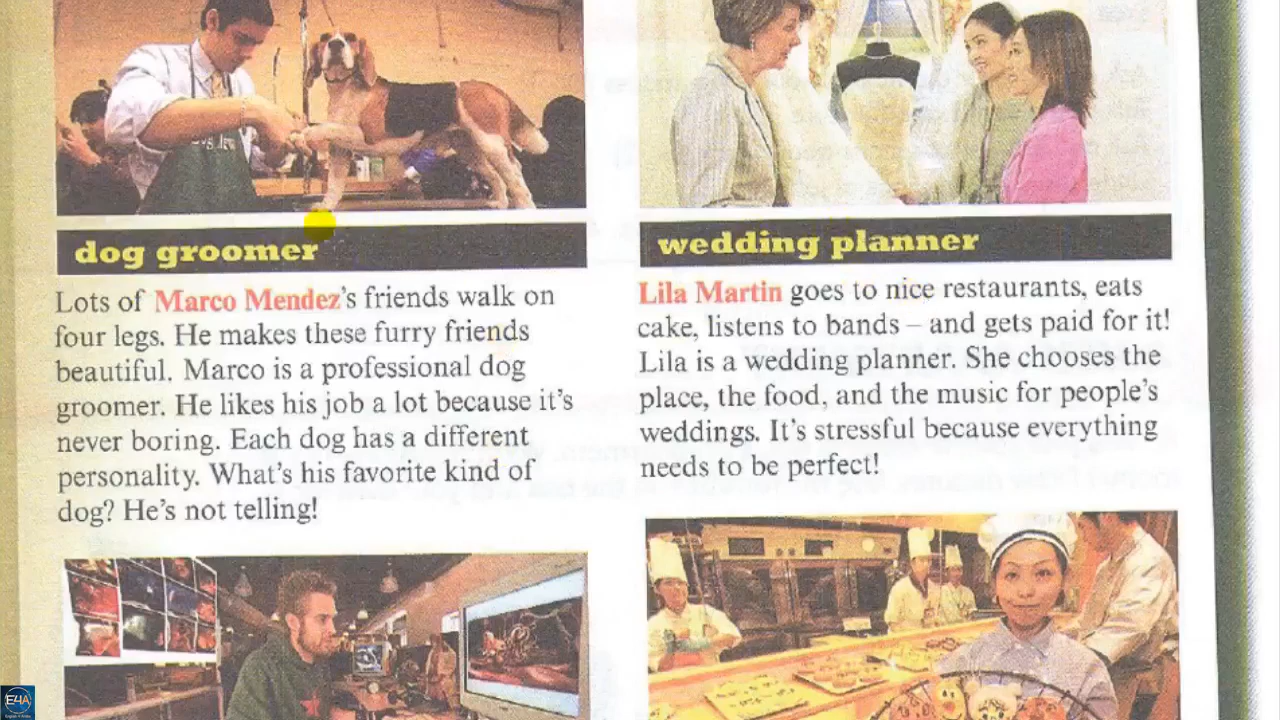 dog groomer
Lots of Marco Mendez's friends walk on
four legs. He makes these furry friends
beautiful. Marco is a professional dog
groomer. He likes his job a lot because it's
never boring. Each dog has a different
personality. What's his favorite kind of
dog? He's not telling!
wedding planner
Lila Martin goes to nice restaurants, eats
cake, listens to bands – and gets paid for it!
Lila is a wedding planner. She chooses the
place, the food, and the music for people's
weddings. It's stressful because everything
needs to be perfect!
E4A